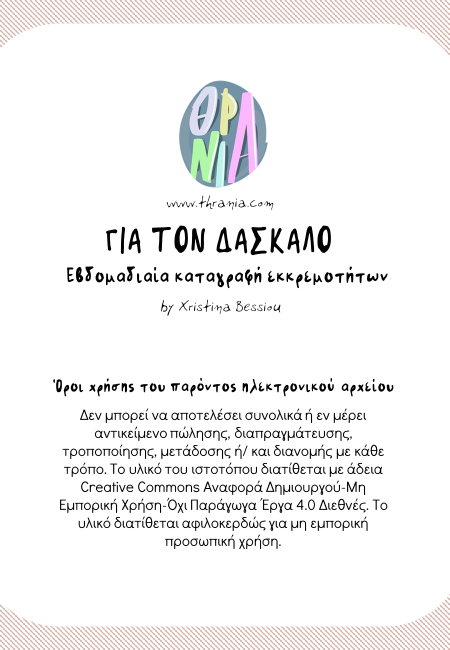 ΘΡΑ
ΝΙΑ
www.thrania.com
ΓΙΑ ΤΟΝ ΔΑΣΚΑΛΟ
Εβδομαδιαία καταγραφή εκκρεμοτήτων
by Xristina Bessiou
Όροι χρήσης του παρόντος ηλεκτρονικού αρχείου
Δεν μπορεί να αποτελέσει συνολικά ή εν μέρει
αντικείμενο πώλησης, διαπραγμάτευσης,
τροποποίησης, μετάδοσης ή/ και διανομής με κάθε
τρόπο. Το υλικό του ιστοτόπου διατίθεται με άδεια
Creative Commons Αναφορά Δημιουργού-Μη
Εμπορική Χρήση-Όχι Παράγωγα Έργα 4.0 Διεθνές. Το
υλικό διατίθεται αφιλοκερδώς για μη εμπορική
προσωπική χρήση.